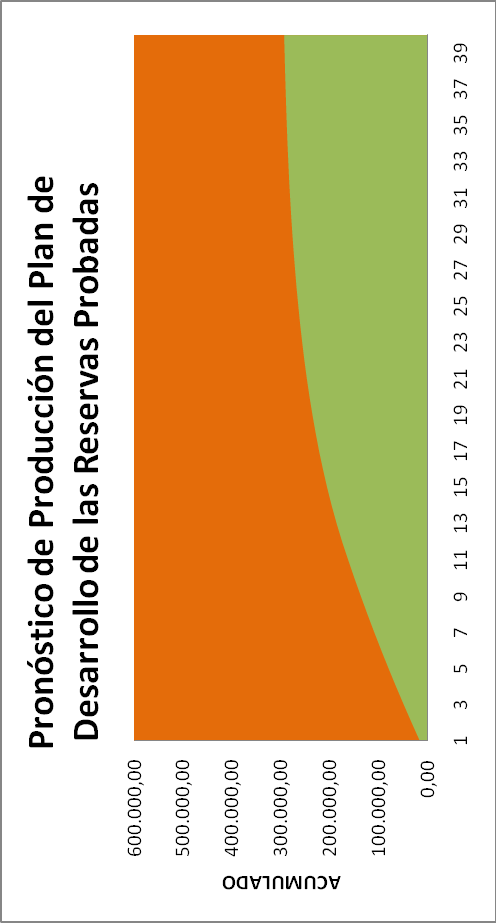 Pronóstico de Producción del Plan de
Desarrollo de las Reservas Probadas
ACUMULADO
600.000,00
500.000,00
400.000,00
300.000,00
200.000,00
100.000,00
0,00
1 3 5 7 9 11 13 15 17 19 21 23 25 27 29 31 33 35 37 39